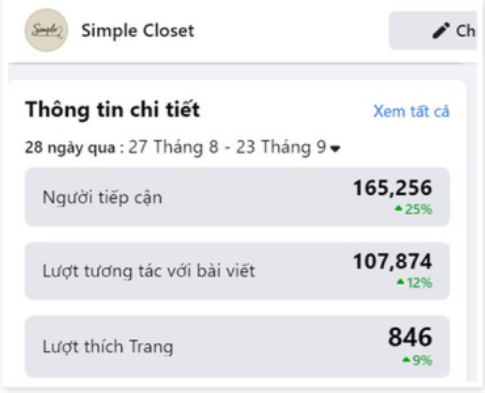 Simple
Simple Closet
Ch
Thông tin chi tiết
Xem tất cả
28 ngày qua : 27 Tháng 8 - 23 Tháng 9
Người tiếp cận
165,256
25%
Lượt tương tác với bài viết
107,874
12%
Lượt thích Trang
846
9%